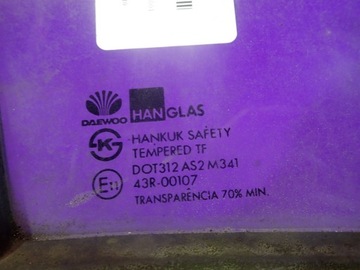 DAEWOO HANGLAS
HANKUK SAFETY
TEMPERED TF
DOT312 AS2 M341
43R-00107
TRANSPARÊNCIA 70% MIN.